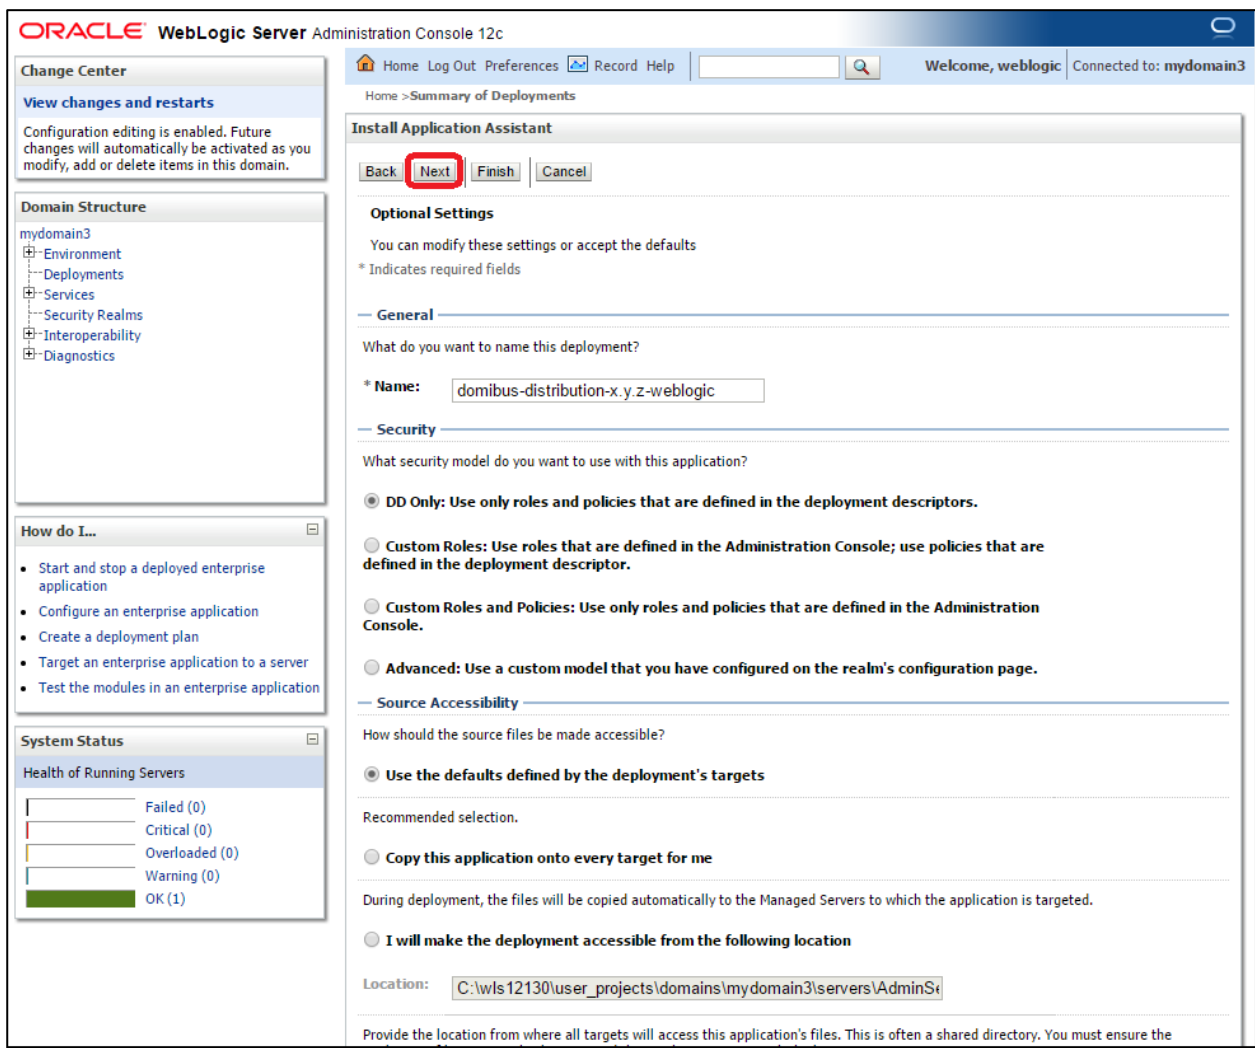 ORACLE WebLogic Server Administration Console 12c
Change Center
View changes and restarts
Configuration editing is enabled. Future
changes will automatically be activated as you
modify, add or delete items in this domain.
Domain Structure
mydomain3
Environment
Deployments
Services
Security Realms
Interoperability
Diagnostics
How do I...
Start and stop a deployed enterprise
application
Configure an enterprise application
Create a deployment plan
Target an enterprise application to a server
Test the modules in an enterprise application
System Status
Health of Running Servers
Failed (0)
Critical (0)
Overloaded (0)
Warning (0)
OK (1)
Home Log Out Preferences Record Help
Welcome, weblogic Connected to: mydomain3
Home >Summary of Deployments
Install Application Assistant
Back Next Finish Cancel
Optional Settings
You can modify these settings or accept the defaults
* Indicates required fields
General
What do you want to name this deployment?
* Name: domibus-distribution-x.y.z-weblogic
Security
What security model do you want to use with this application?
DD Only: Use only roles and policies that are defined in the deployment descriptors.
Custom Roles: Use roles that are defined in the Administration Console; use policies that are
defined in the deployment descriptor.
Custom Roles and Policies: Use only roles and policies that are defined in the Administration
Console.
Advanced: Use a custom model that you have configured on the realm's configuration page.
Source Accessibility
How should the source files be made accessible?
Use the defaults defined by the deployment's targets
Recommended selection.
Copy this application onto every target for me
During deployment, the files will be copied automatically to the Managed Servers to which the application is targeted.
I will make the deployment accessible from the following location
Location: C:\wls12130\user_projects\domains\mydomain3\servers\AdminSe
Provide the location from where all targets will access this application's files. This is often a shared directory. You must ensure the